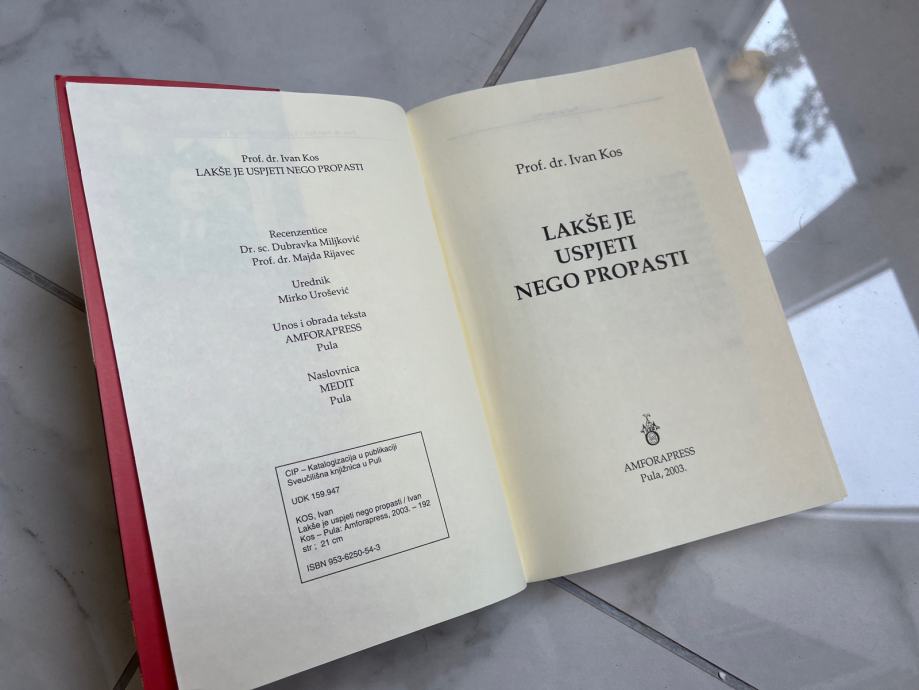 Prof. dr. Ivan Kos
LAKŠE JE USPJETI NEGO PROPASTI
Recenzentice
Dr. sc. Dubravka Miljković
Prof. dr. Majda Rijavec
Urednik
Mirko Urošević
Unos i obrada teksta
AMFORAPRESS
Pula
Naslovnica
MEDIT
Pula
CIP – Katalogizacija u publikaciji
Sveučilišna knjižnica u Puli
UDK 159.947
KOS, Ivan
Lakše je uspjeti nego propasti / Ivan
Kos – Pula: Amforapress, 2003. – 192
str ; 21 cm
ISBN 953-6250-54-3
Prof. dr. Ivan Kos
LAKŠE JE
USPJETI
NEGO PROPASTI
AMFORAPRESS
Pula, 2003.